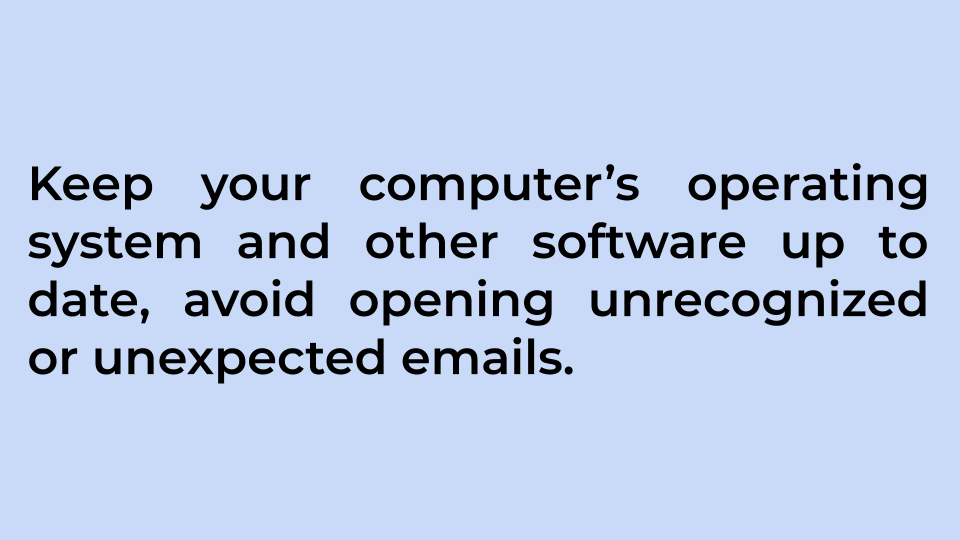 Keep your computer’s operating
system and other software up to
date, avoid opening unrecognized
or unexpected emails.